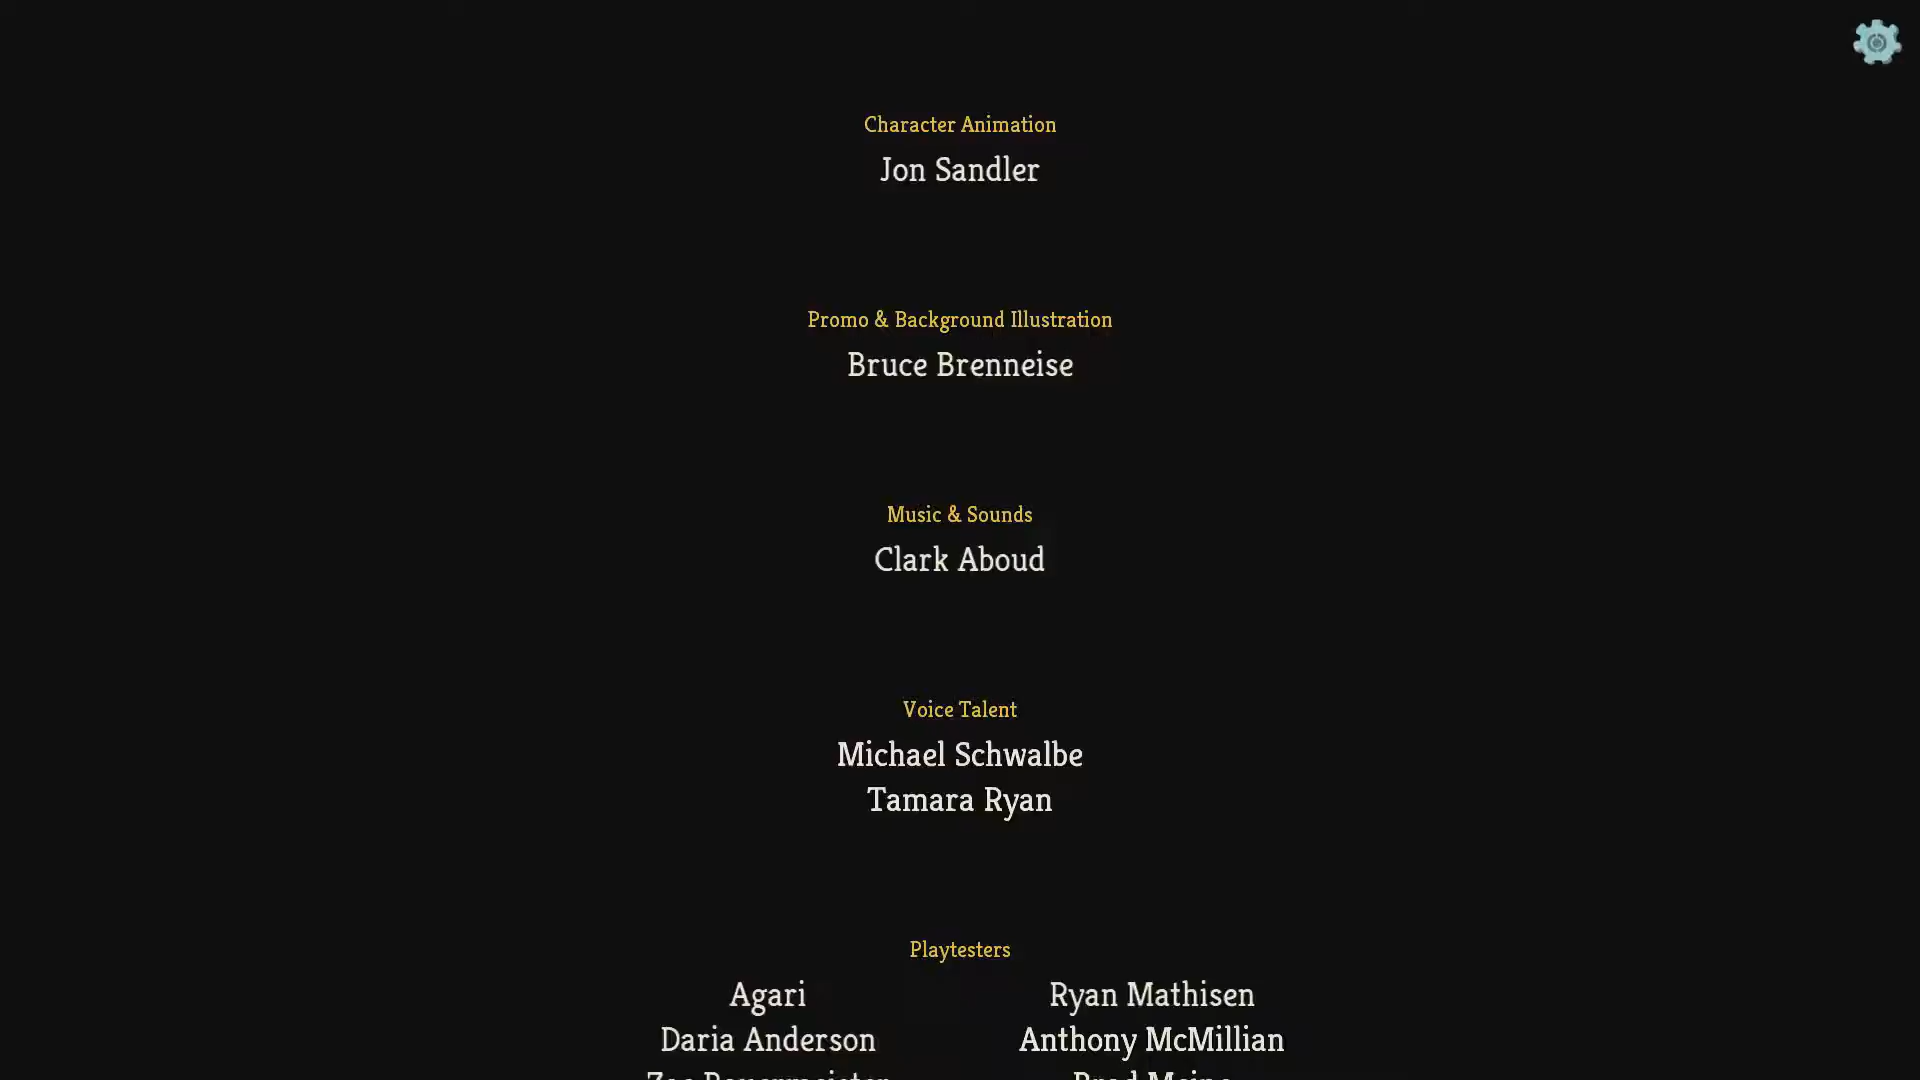 Character Animation
Jon Sandler
Promo & Background Illustration
Bruce Brenneise
Music & Sounds
Clark Aboud
Voice Talent
Michael Schwalbe
Tamara Ryan
Playtesters
Agari Ryan Mathisen
Daria Anderson Anthony McMillian